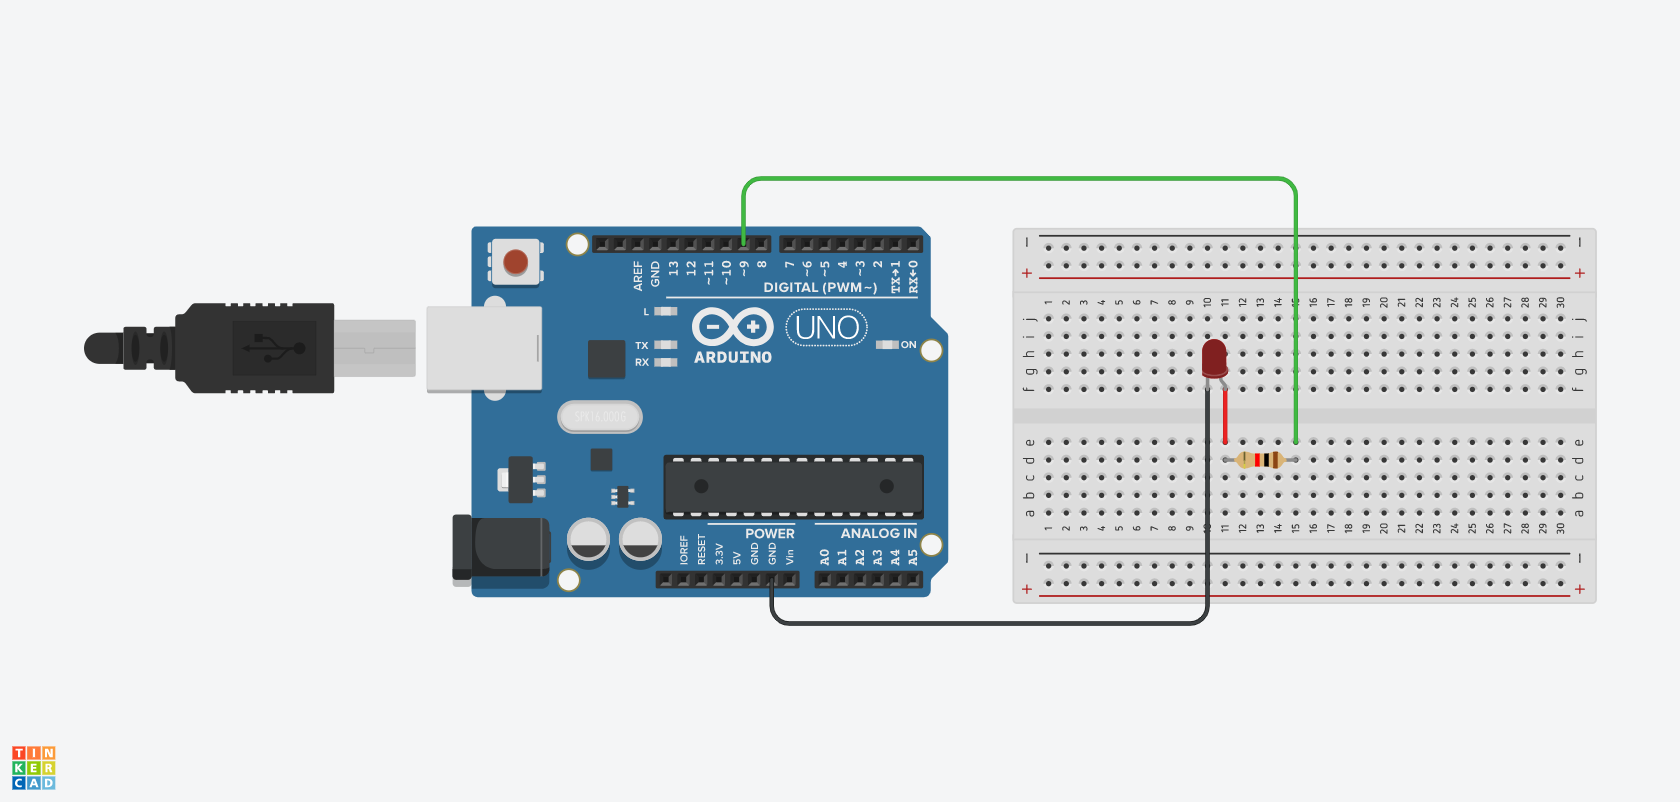 − −
+ +
1 2 3 4 5 6 7 8 9 10 11 12 13 14 15 16 17 18 19 20 21 22 23 24 25 26 27 28 29 30
j j
i i
h h
g g
f f
e e
d d
c c
b b
a a
1 2 3 4 5 6 7 8 9 10 11 12 13 14 15 16 17 18 19 20 21 22 23 24 25 26 27 28 29 30
− −
+ +
AREF GND 13 12 ~11 ~10 ~9 8 7 ~6 ~5 4 ~3 2 TX→1 RX←0
DIGITAL (PWM~)
L
TX
RX
ARDUINO
UNO
ON
SPK16.000G
POWER
ANALOG IN
IOREF RESET 3.3V 5V GND GND Vin A0 A1 A2 A3 A4 A5
TIN
KER
CAD